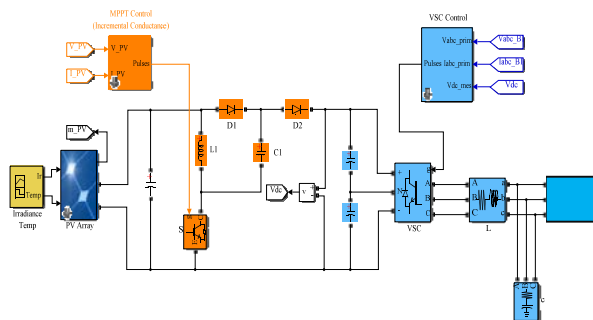 MPPT Control
(Incremental Conductance)
VSC Control
V_PV
V_PV
Pulses
I_PV
I_PV
Vabc_prim
Vabc_B1
Pulses
Iabc_prim
Iabc_B1
Vdc_mes
Vdc
D1
D2
m_PV
L1
C1
Ir
Temp
Irradiance
Temp
PV Array
S
Vdc
v
+
-
+
N
-
g
A
B
C
VSC
A
B
C
a
b
c
L
A
B
C
c